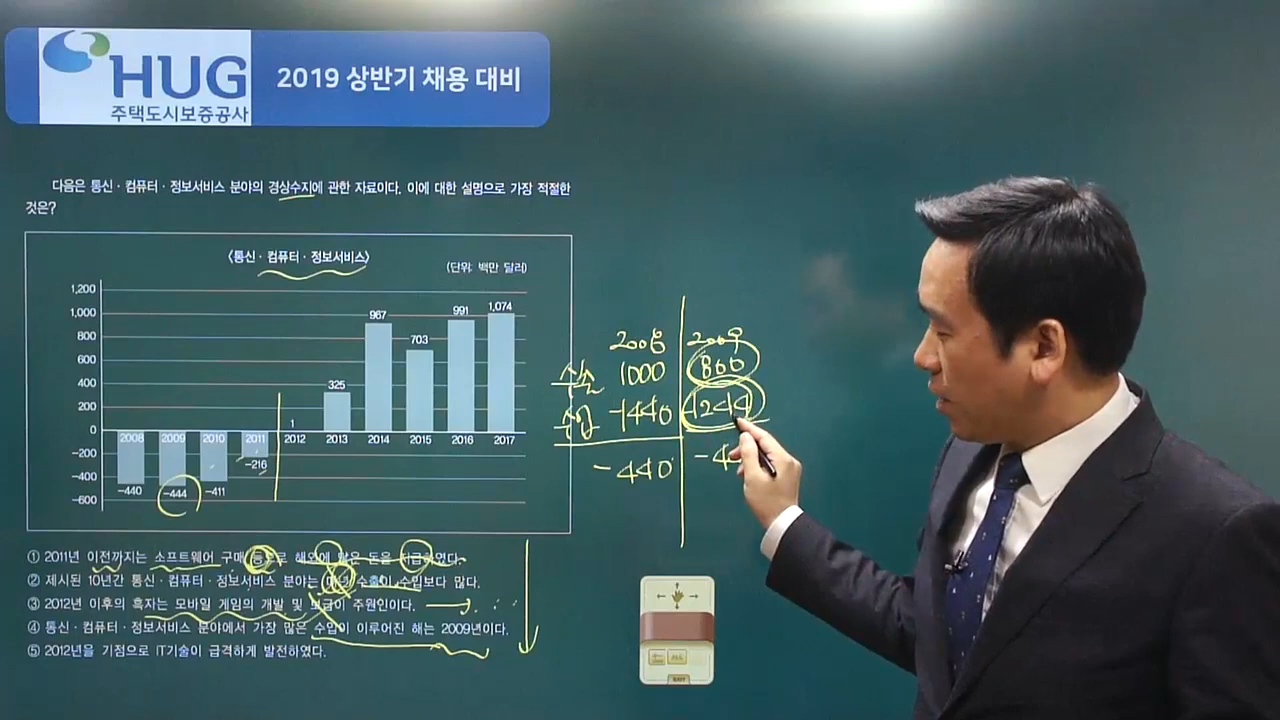 HUG
주택도시보증공사
2019 상반기 채용 대비
다음은 통신·컴퓨터·정보서비스 분야의 경상수지에 관한 자료이다. 이에 대한 설명으로 가장 적절한
것은?
〈통신·컴퓨터·정보서비스〉
(단위: 백만 달러)
1,200
1,000
800
600
400
200
0
-200
-400
-600
2008 2009 2010 2011 2012 2013 2014 2015 2016 2017
-440 -444 -411 -216 1 325 967 703 991 1,074
① 2011년 이전까지는 소프트웨어 구매 등으로 해외에 많은 돈을 지급하였다.
② 제시된 10년간 통신·컴퓨터·정보서비스 분야는 매년 수출이 수입보다 많다.
③ 2012년 이후의 흑자는 모바일 게임의 개발 및 보급이 주원인이다.
④ 통신·컴퓨터·정보서비스 분야에서 가장 많은 수입이 이루어진 해는 2009년이다.
⑤ 2012년을 기점으로 IT기술이 급격하게 발전하였다.
2008 2009
수출 1000 800
수입 -1440 -1244
-440 -4